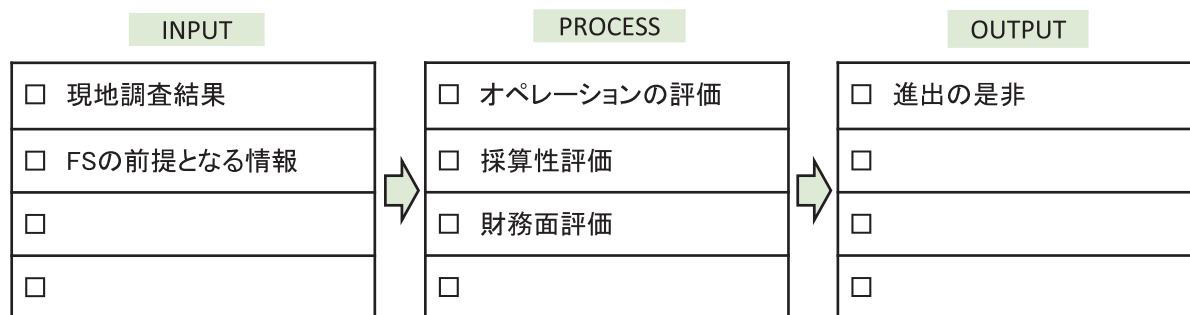 INPUT
PROCESS
OUTPUT
□ 現地調査結果
□ オペレーションの評価
□ 進出の是非
□ FSの前提となる情報
□ 採算性評価
□
□
□ 財務面評価
□
□
□
□